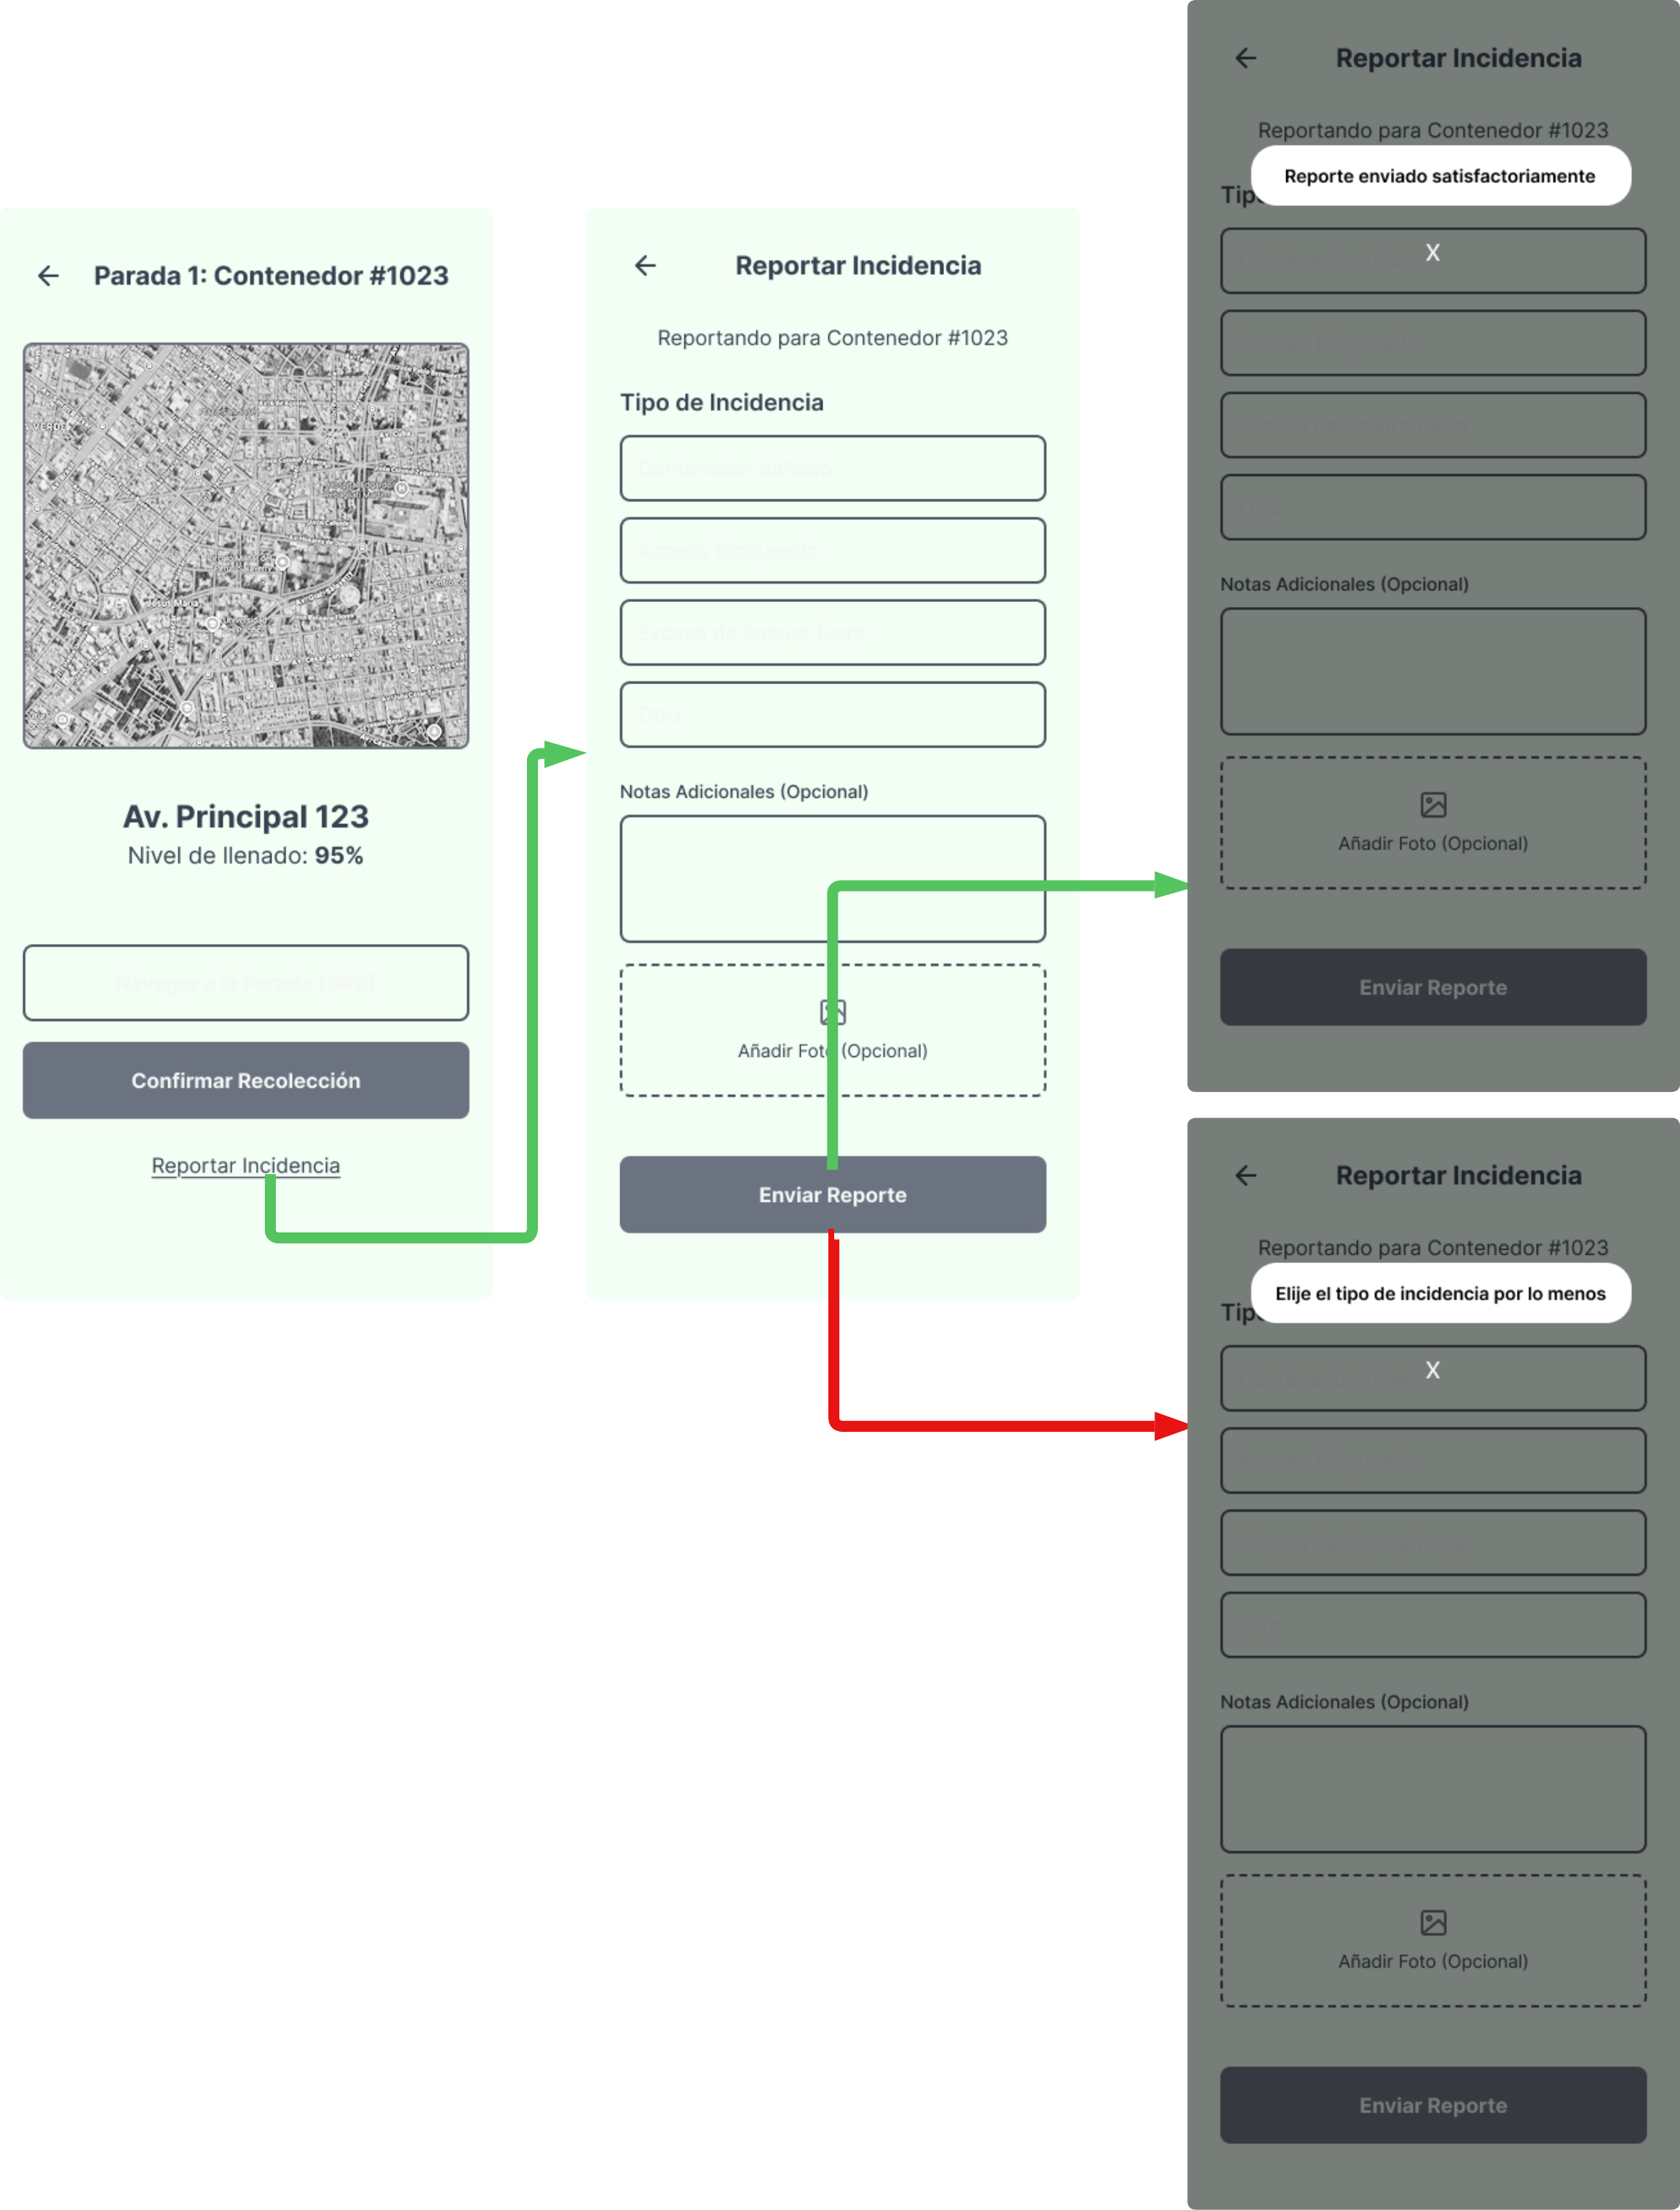 Parada 1: Contenedor #1023
VERDE
Jesús María
Av. Principal 123
Nivel de llenado: 95%
Navegar a la Parada (GPS)
Confirmar Recolección
Reportar Incidencia
Reportar Incidencia
Reportando para Contenedor #1023
Tipo de Incidencia
Contenedor dañado
Acceso bloqueado
Exceso de basura fuera
Otro
Notas Adicionales (Opcional)
Añadir Foto (Opcional)
Enviar Reporte
Reportar Incidencia
Reportando para Contenedor #1023
Reporte enviado satisfactoriamente
Tipo
Contenedor dañado
X
Acceso bloqueado
Exceso de basura fuera
Otro
Notas Adicionales (Opcional)
Añadir Foto (Opcional)
Enviar Reporte
Reportar Incidencia
Reportando para Contenedor #1023
Elije el tipo de incidencia por lo menos
Tipo
Contenedor dañado
X
Acceso bloqueado
Exceso de basura fuera
Otro
Notas Adicionales (Opcional)
Añadir Foto (Opcional)
Enviar Reporte